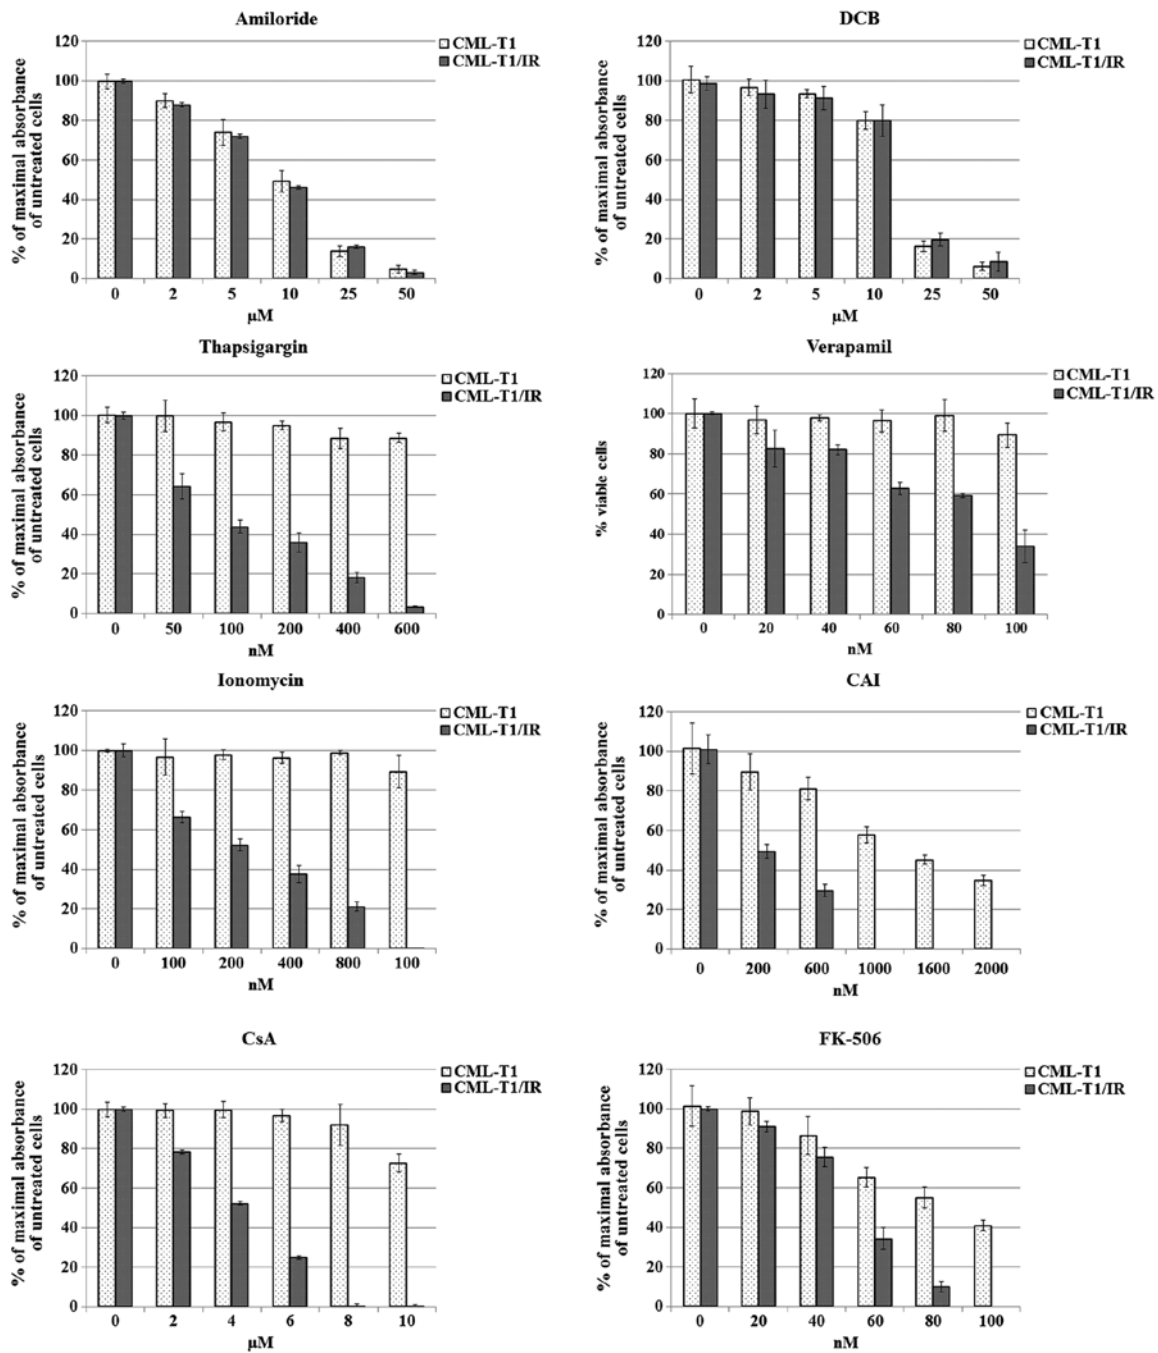 Amiloride
% of maximal absorbance
of untreated cells
120
100
80
60
40
20
0
0 2 5 10 25 50
µM
CML-T1
CML-T1/IR
DCB
% of maximal absorbance
of untreated cells
120
100
80
60
40
20
0
0 2 5 10 25 50
µM
CML-T1
CML-T1/IR
Thapsigargin
% of maximal absorbance
of untreated cells
120
100
80
60
40
20
0
0 50 100 200 400 600
nM
CML-T1
CML-T1/IR
Verapamil
% viable cells
120
100
80
60
40
20
0
0 20 40 60 80 100
nM
CML-T1
CML-T1/IR
Ionomycin
% of maximal absorbance
of untreated cells
120
100
80
60
40
20
0
0 100 200 400 800 100
nM
CML-T1
CML-T1/IR
CAI
% of maximal absorbance
of untreated cells
120
100
80
60
40
20
0
0 200 600 1000 1600 2000
nM
CML-T1
CML-T1/IR
CsA
% of maximal absorbance
of untreated cells
120
100
80
60
40
20
0
0 2 4 6 8 10
µM
CML-T1
CML-T1/IR
FK-506
% of maximal absorbance
of untreated cells
120
100
80
60
40
20
0
0 20 40 60 80 100
nM
CML-T1
CML-T1/IR